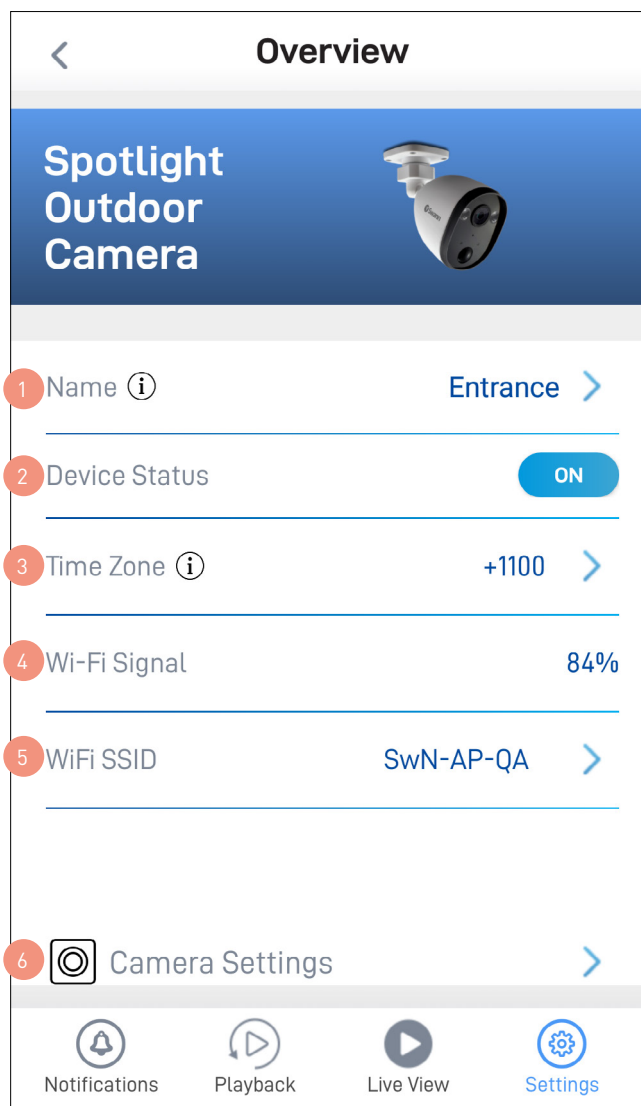 Overview
Spotlight
Outdoor
Camera
Swann
1 Name i Entrance
2 Device Status ON
3 Time Zone i +1100
4 Wi-Fi Signal 84%
5 WiFi SSID SwN-AP-QA
6 Camera Settings
Notifications Playback Live View Settings